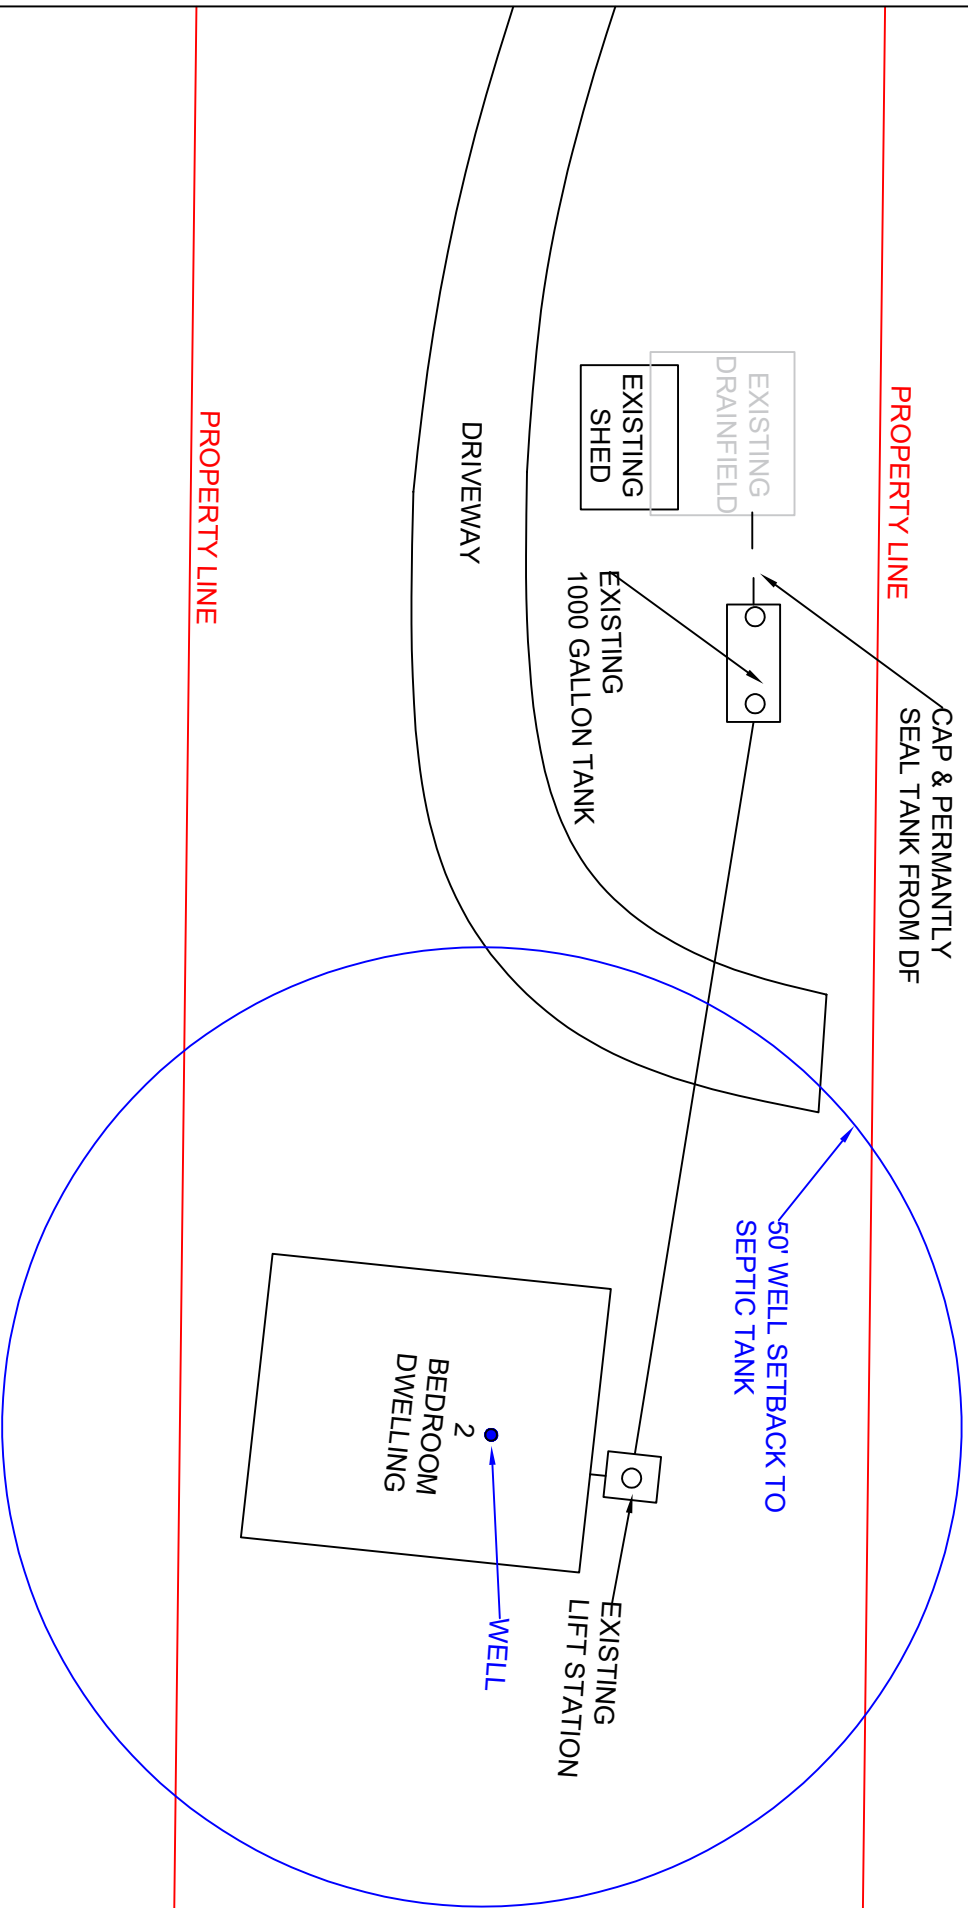 PROPERTY LINE
CAP & PERMANTLY
SEAL TANK FROM DF
EXISTING
DRAINFIELD
EXISTING
SHED
EXISTING
1000 GALLON TANK
DRIVEWAY
PROPERTY LINE
50' WELL SETBACK TO
SEPTIC TANK
2
BEDROOM
DWELLING
WELL
EXISTING
LIFT STATION